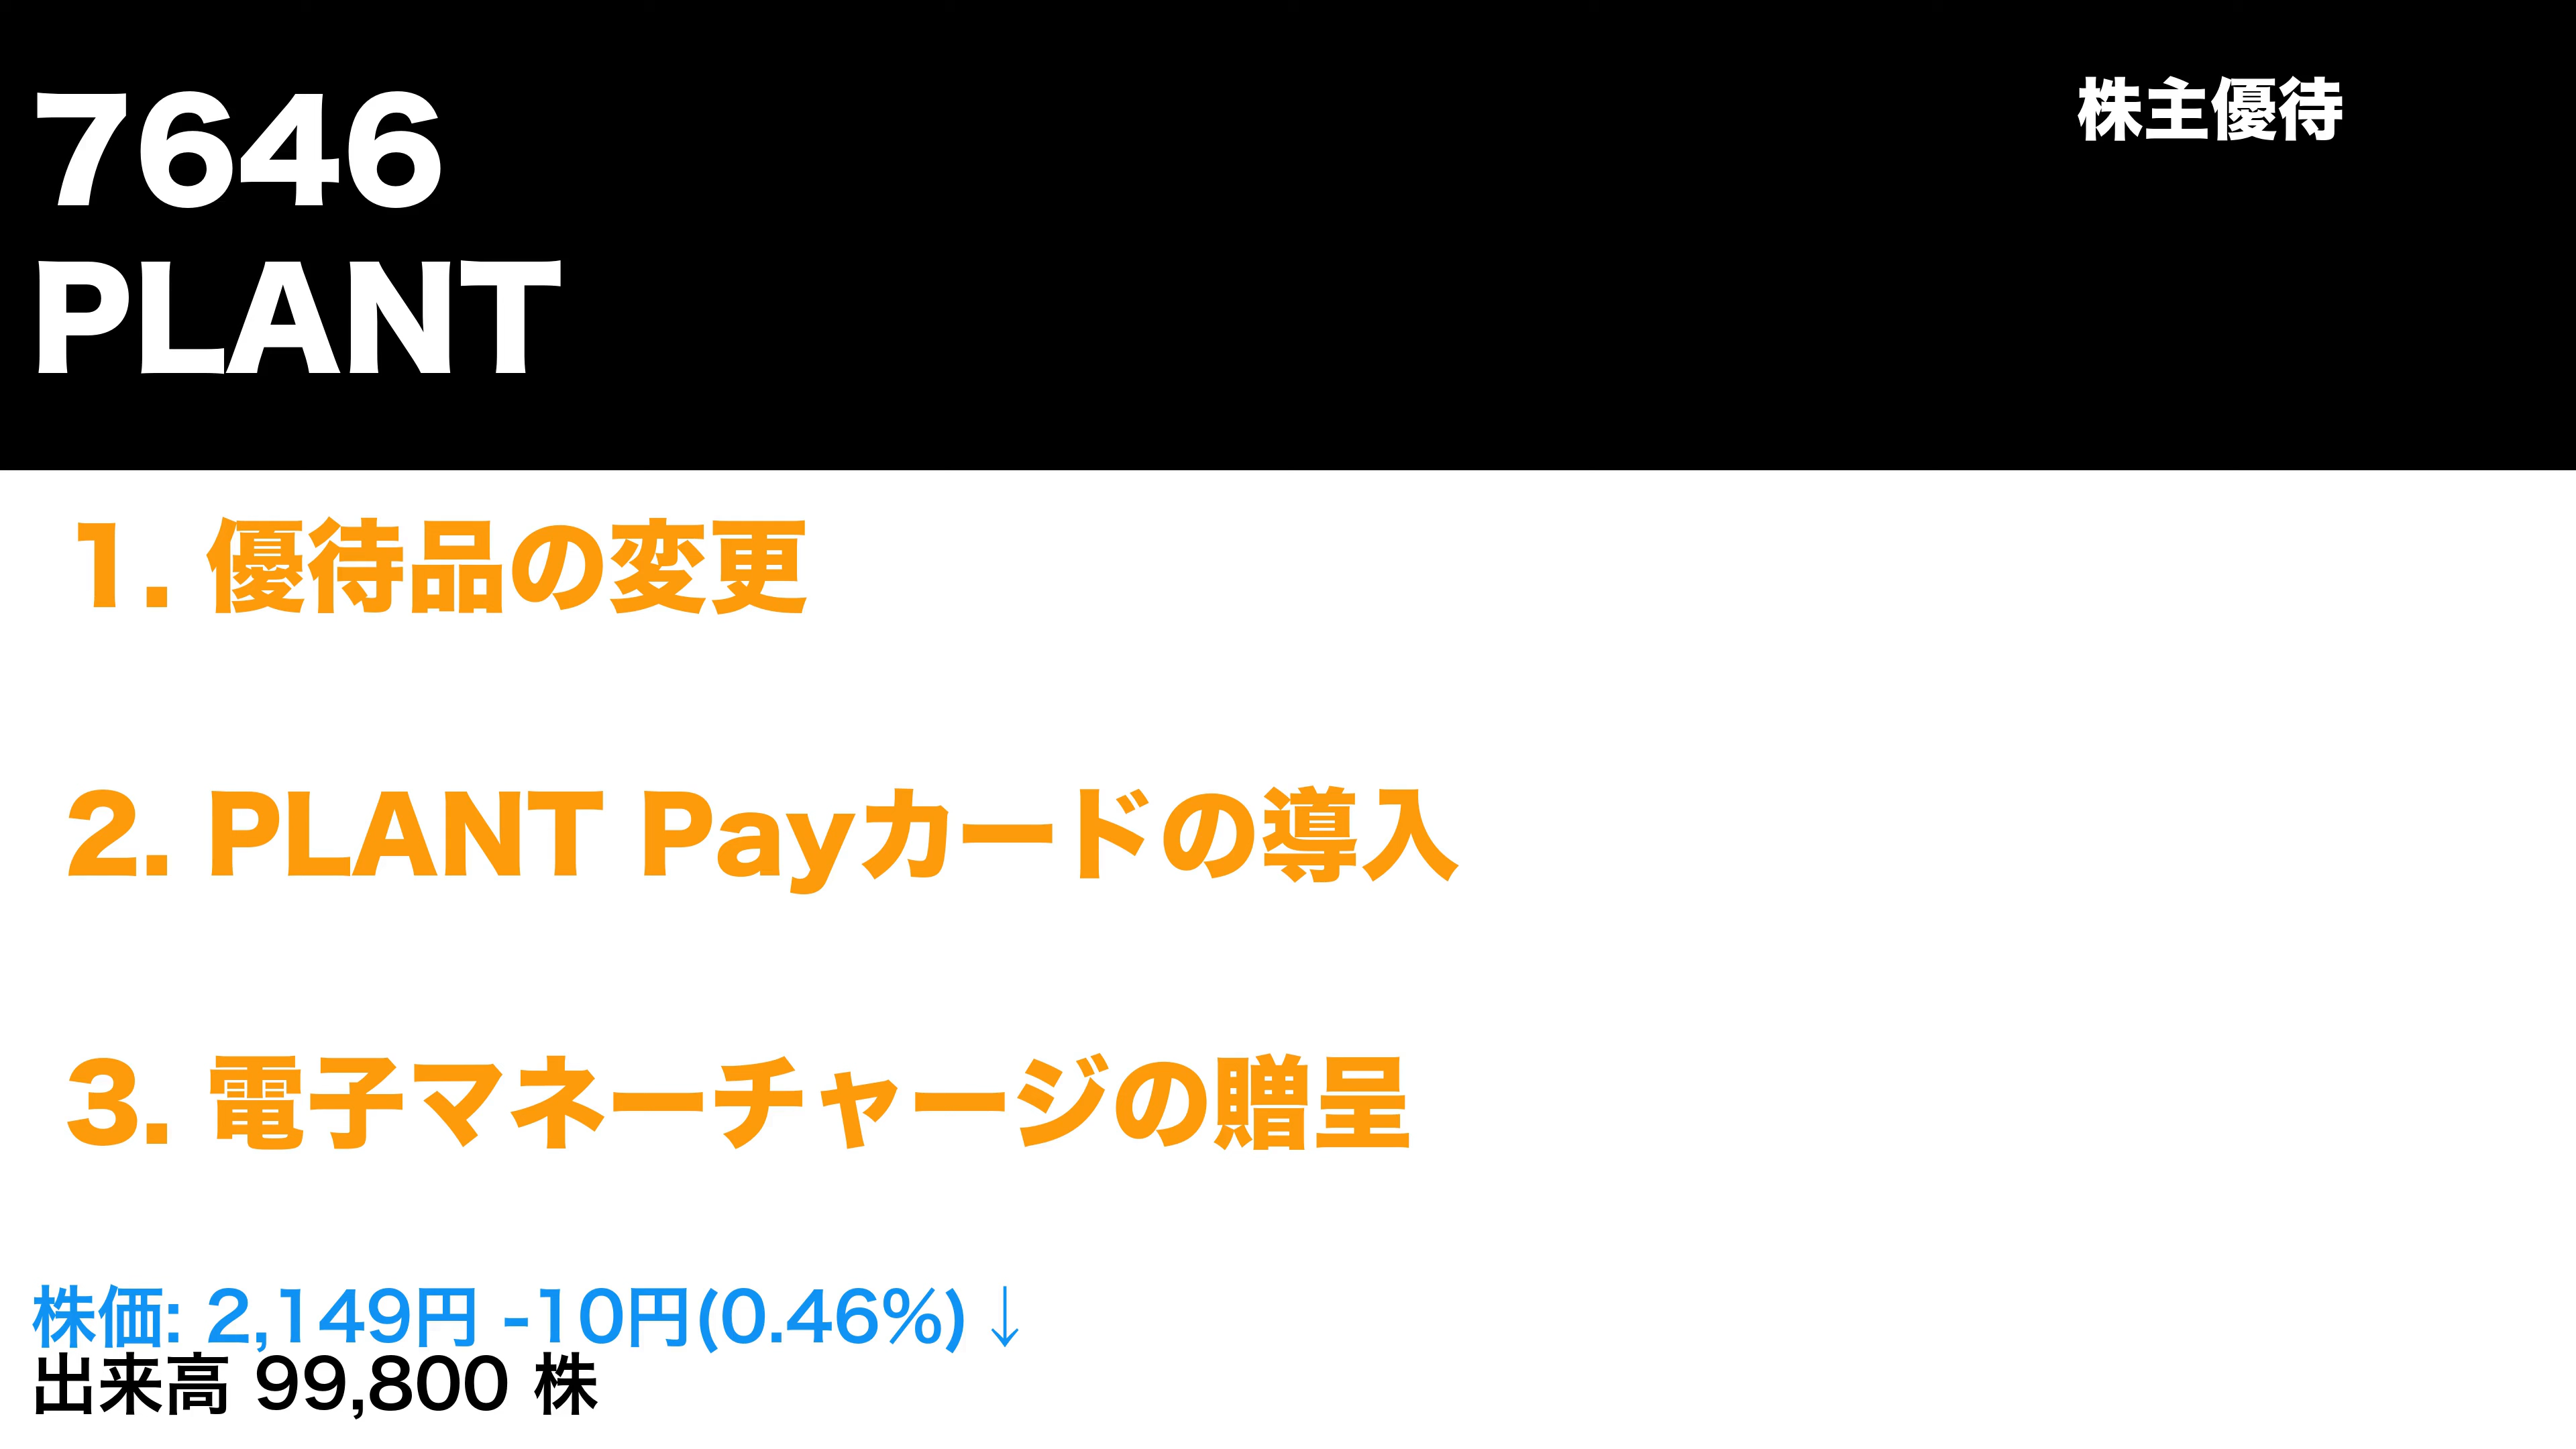 7646
PLANT
株主優待
1. 優待品の変更
2. PLANT Payカードの導入
3. 電子マネーチャージの贈呈
株価: 2,149円 -10円(0.46%)↓
出来高 99,800 株